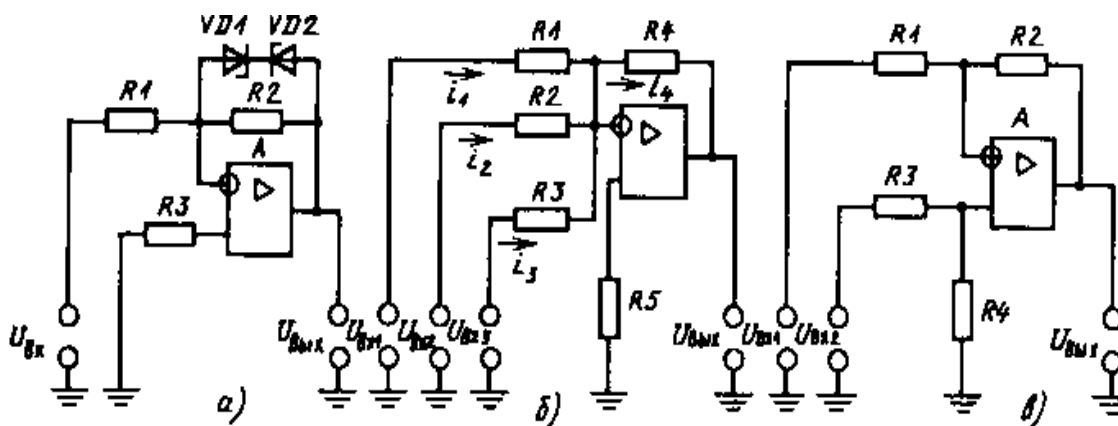 VD1 VD2
R1
R2
A
R3
Uвх
Uвых
а)
R1
R4
i1
i4
R2
i2
R3
i3
R5
Uвх1
Uвх2
Uвх3
Uвых
б)
R1
R2
A
R3
R4
Uвх1
Uвх2
Uвых
в)